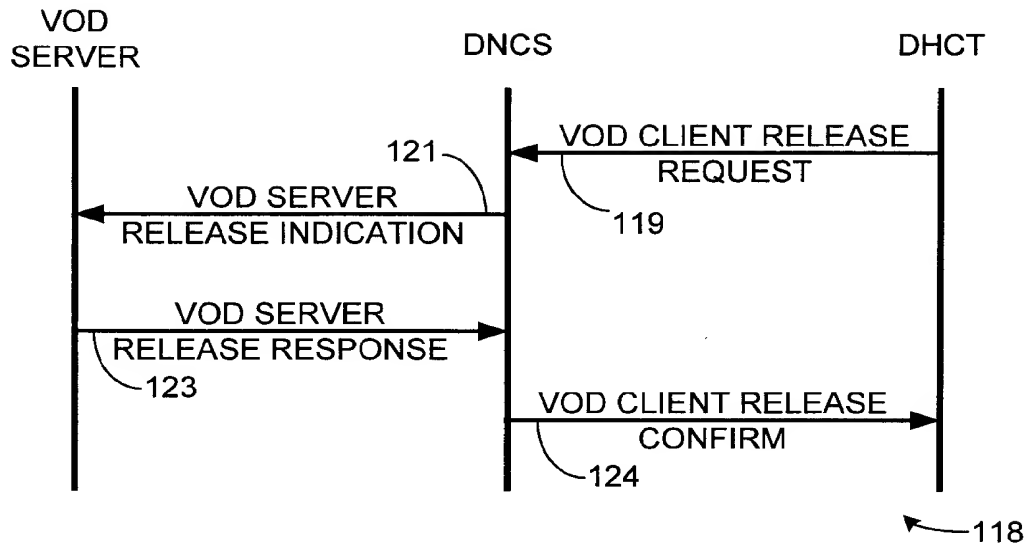 VOD
SERVER
DNCS
DHCT
VOD CLIENT RELEASE
REQUEST
119
121
VOD SERVER
RELEASE INDICATION
VOD SERVER
RELEASE RESPONSE
123
VOD CLIENT RELEASE
CONFIRM
124
118